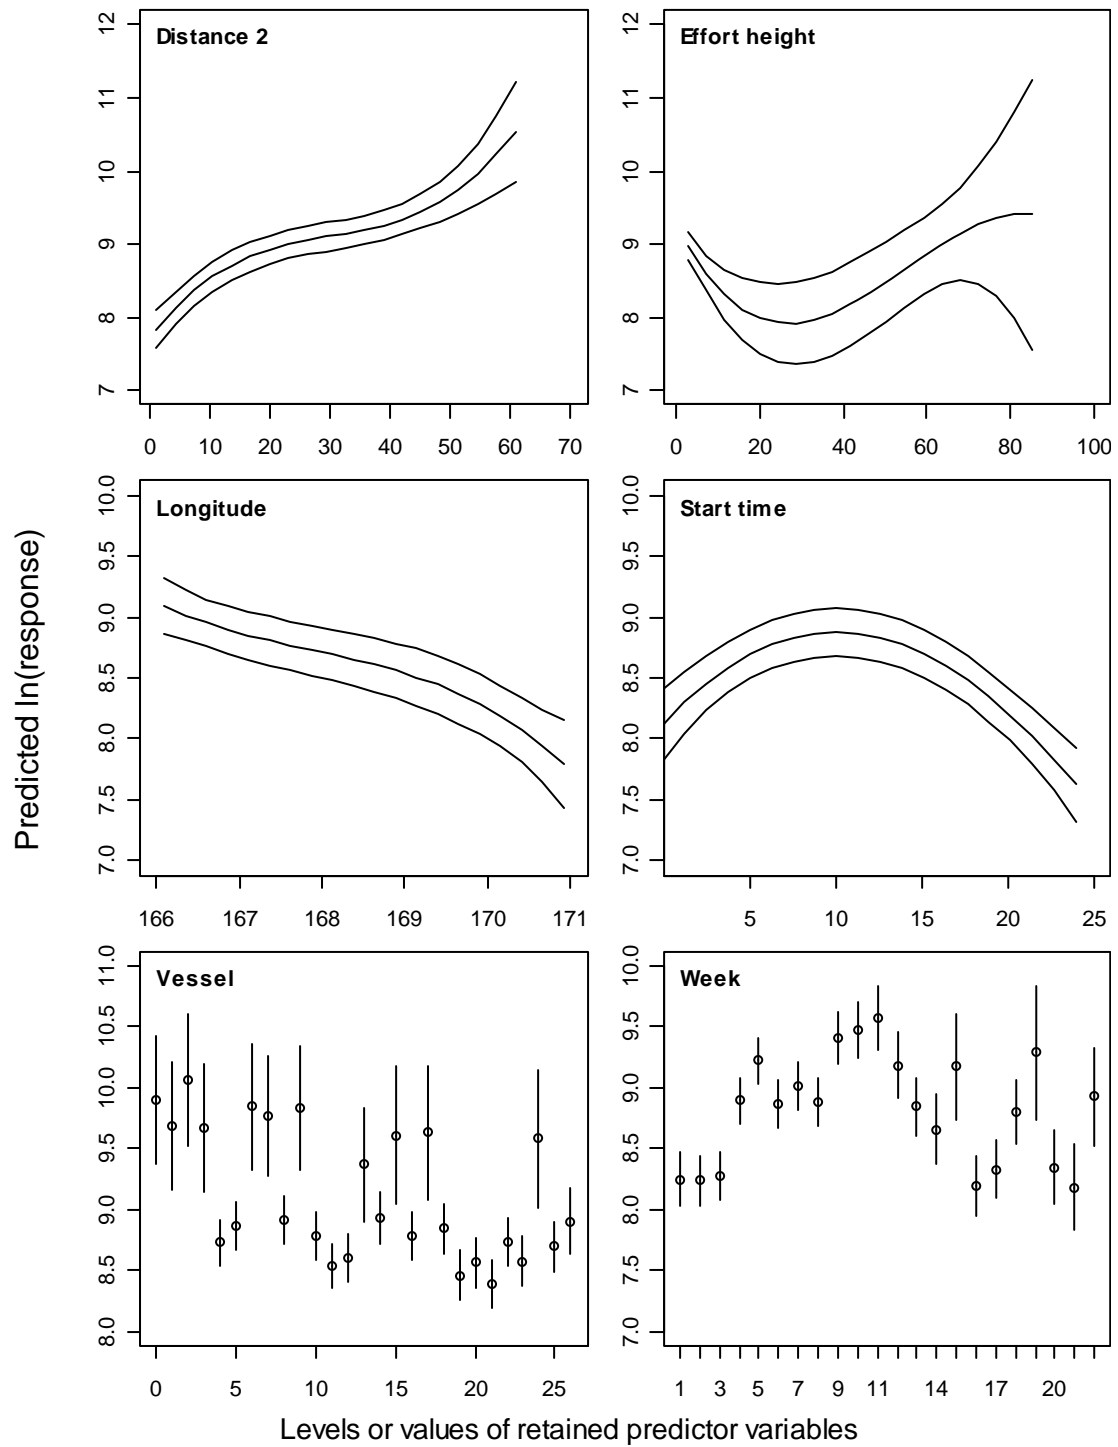 Predicted ln(response)
Distance 2
12
11
10
9
8
7
0 10 20 30 40 50 60 70
Effort height
12
11
10
9
8
7
0 20 40 60 80 100
Longitude
10.0
9.5
9.0
8.5
8.0
7.5
7.0
166 167 168 169 170 171
Start time
10.0
9.5
9.0
8.5
8.0
7.5
7.0
5 10 15 20 25
Vessel
11.0
10.5
10.0
9.5
9.0
8.5
8.0
0 5 10 15 20 25
Week
10.0
9.5
9.0
8.5
8.0
7.5
7.0
1 3 5 7 9 11 14 17 20
Levels or values of retained predictor variables